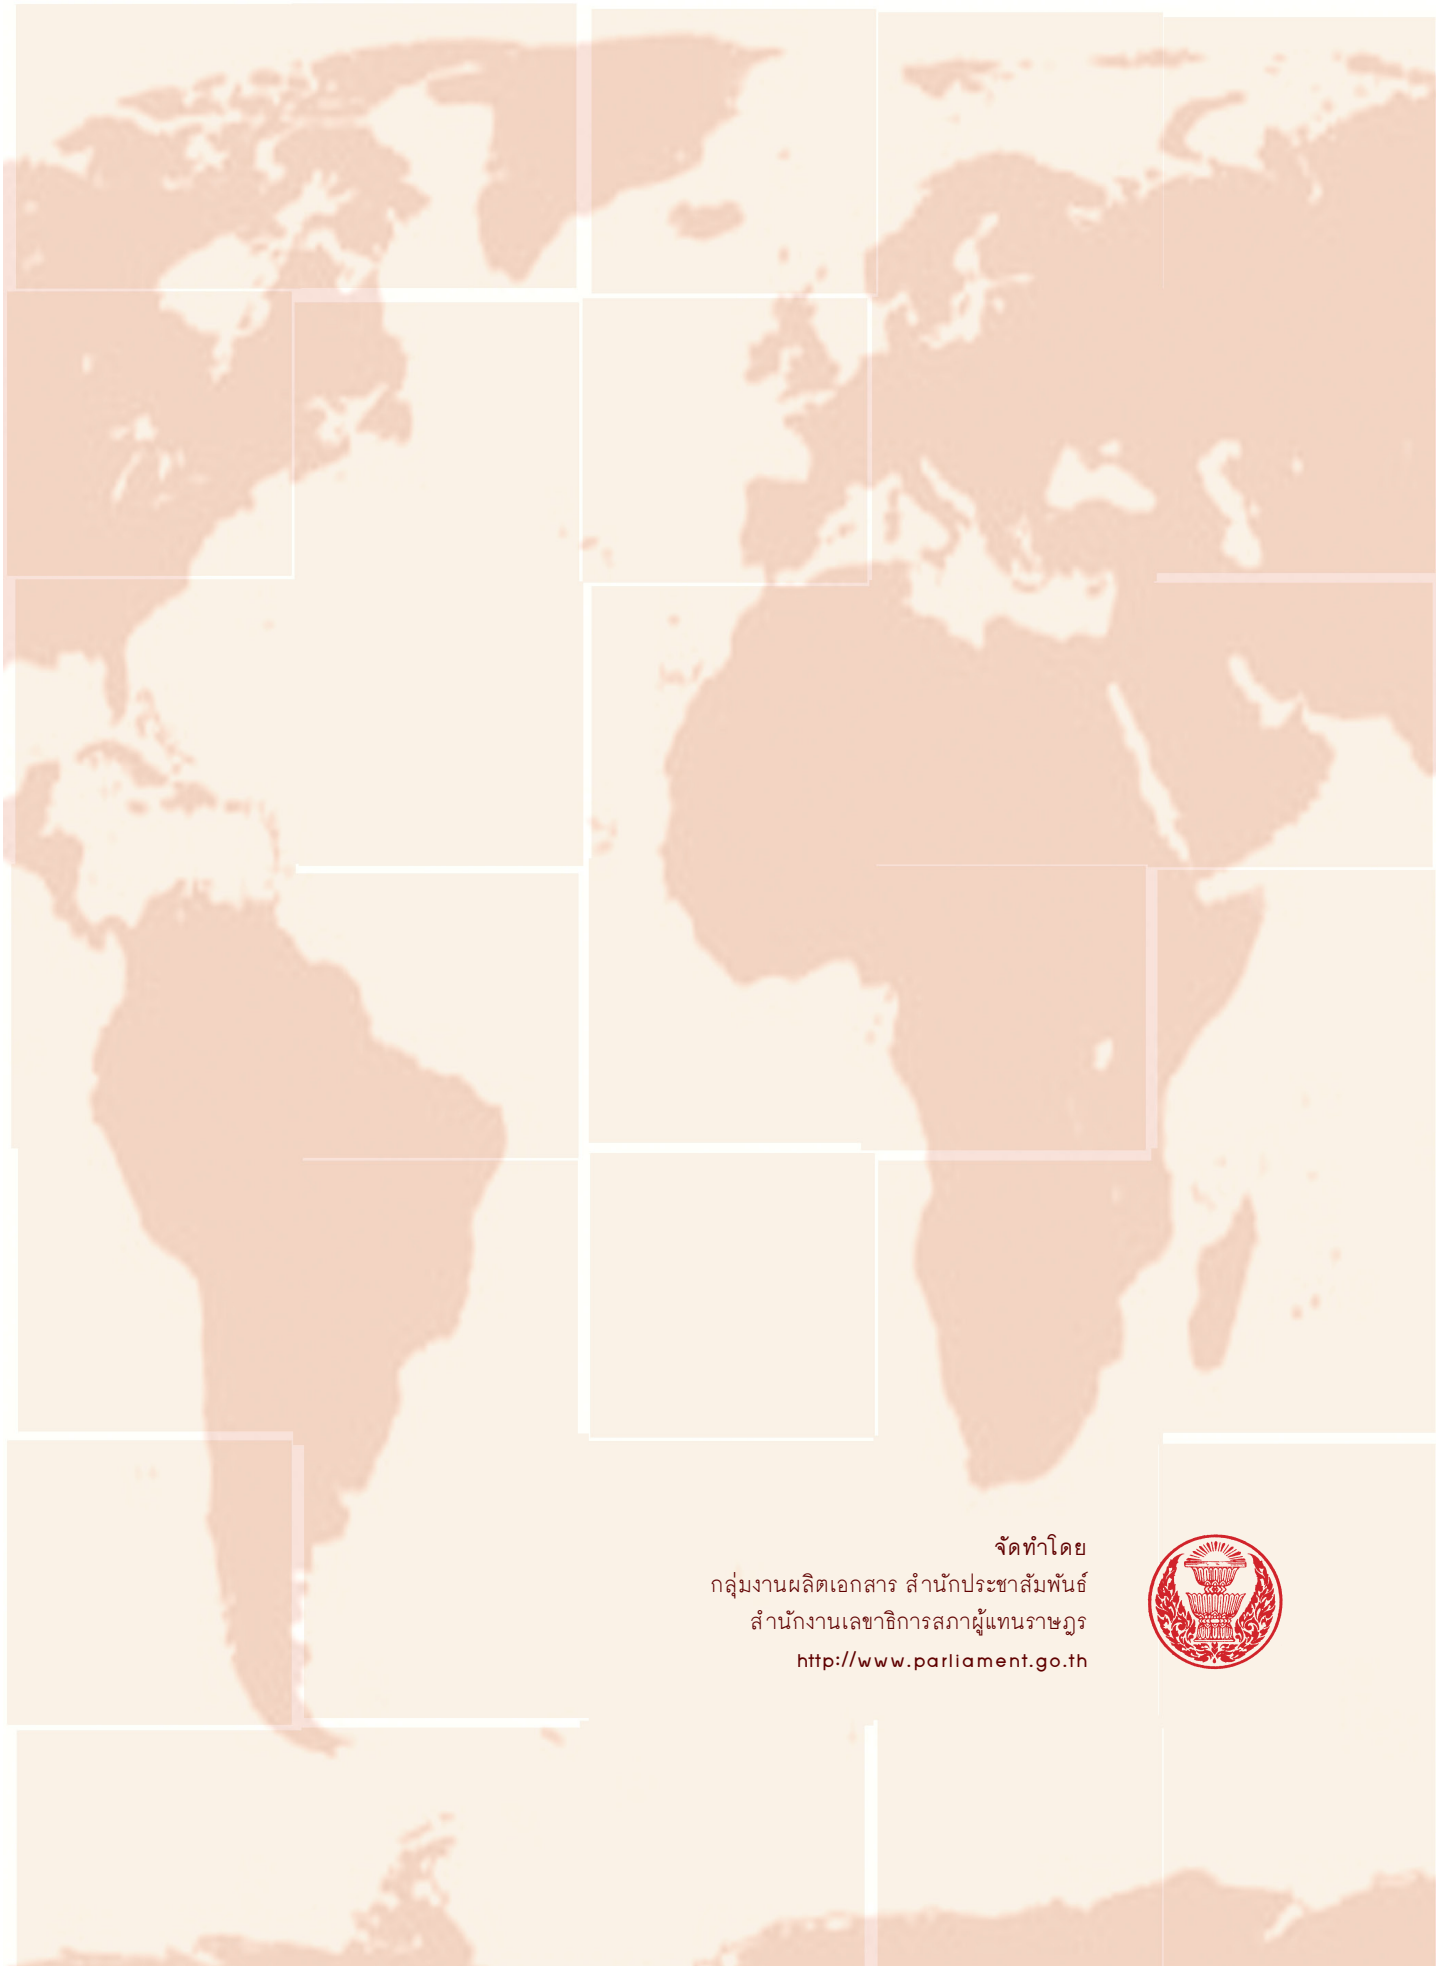 จัดทำโดย
กลุ่มงานผลิตเอกสาร สำนักประชาสัมพันธ์
สำนักงานเลขาธิการสภาผู้แทนราษฎร
http://www.parliament.go.th